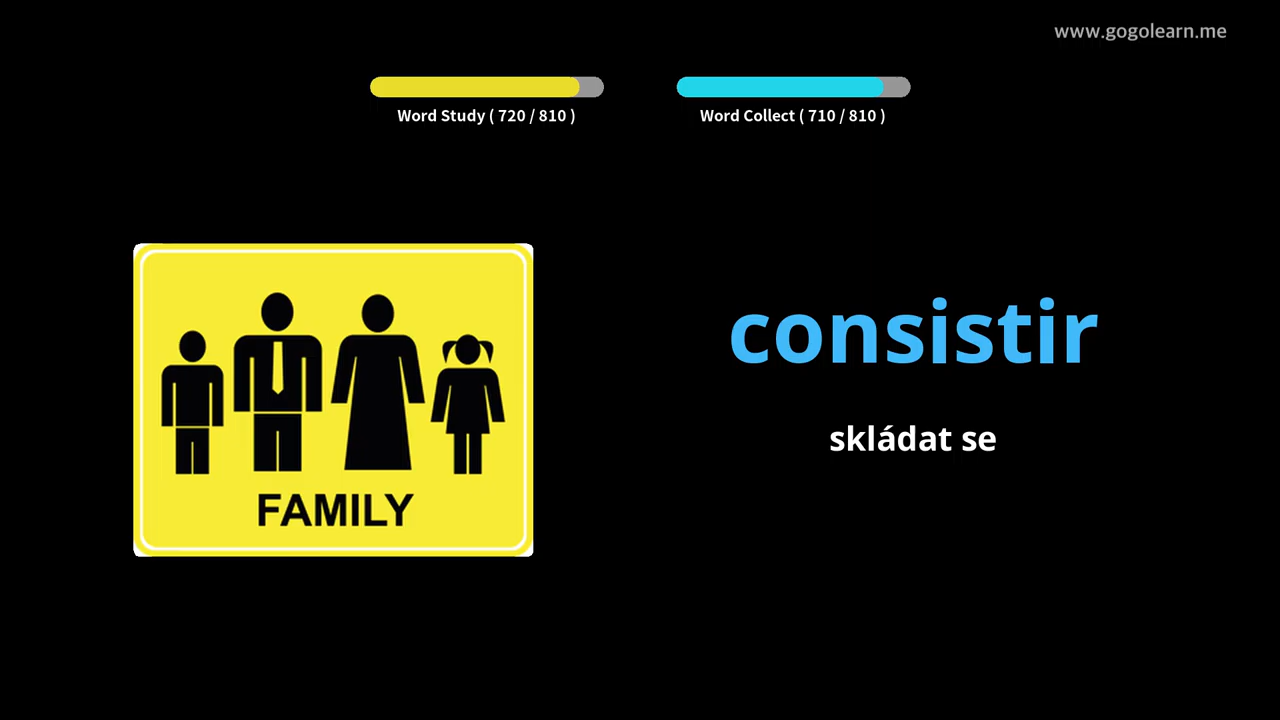 www.gogolearn.me
Word Study ( 720 / 810 )
Word Collect ( 710 / 810 )
consistir
skládat se
FAMILY